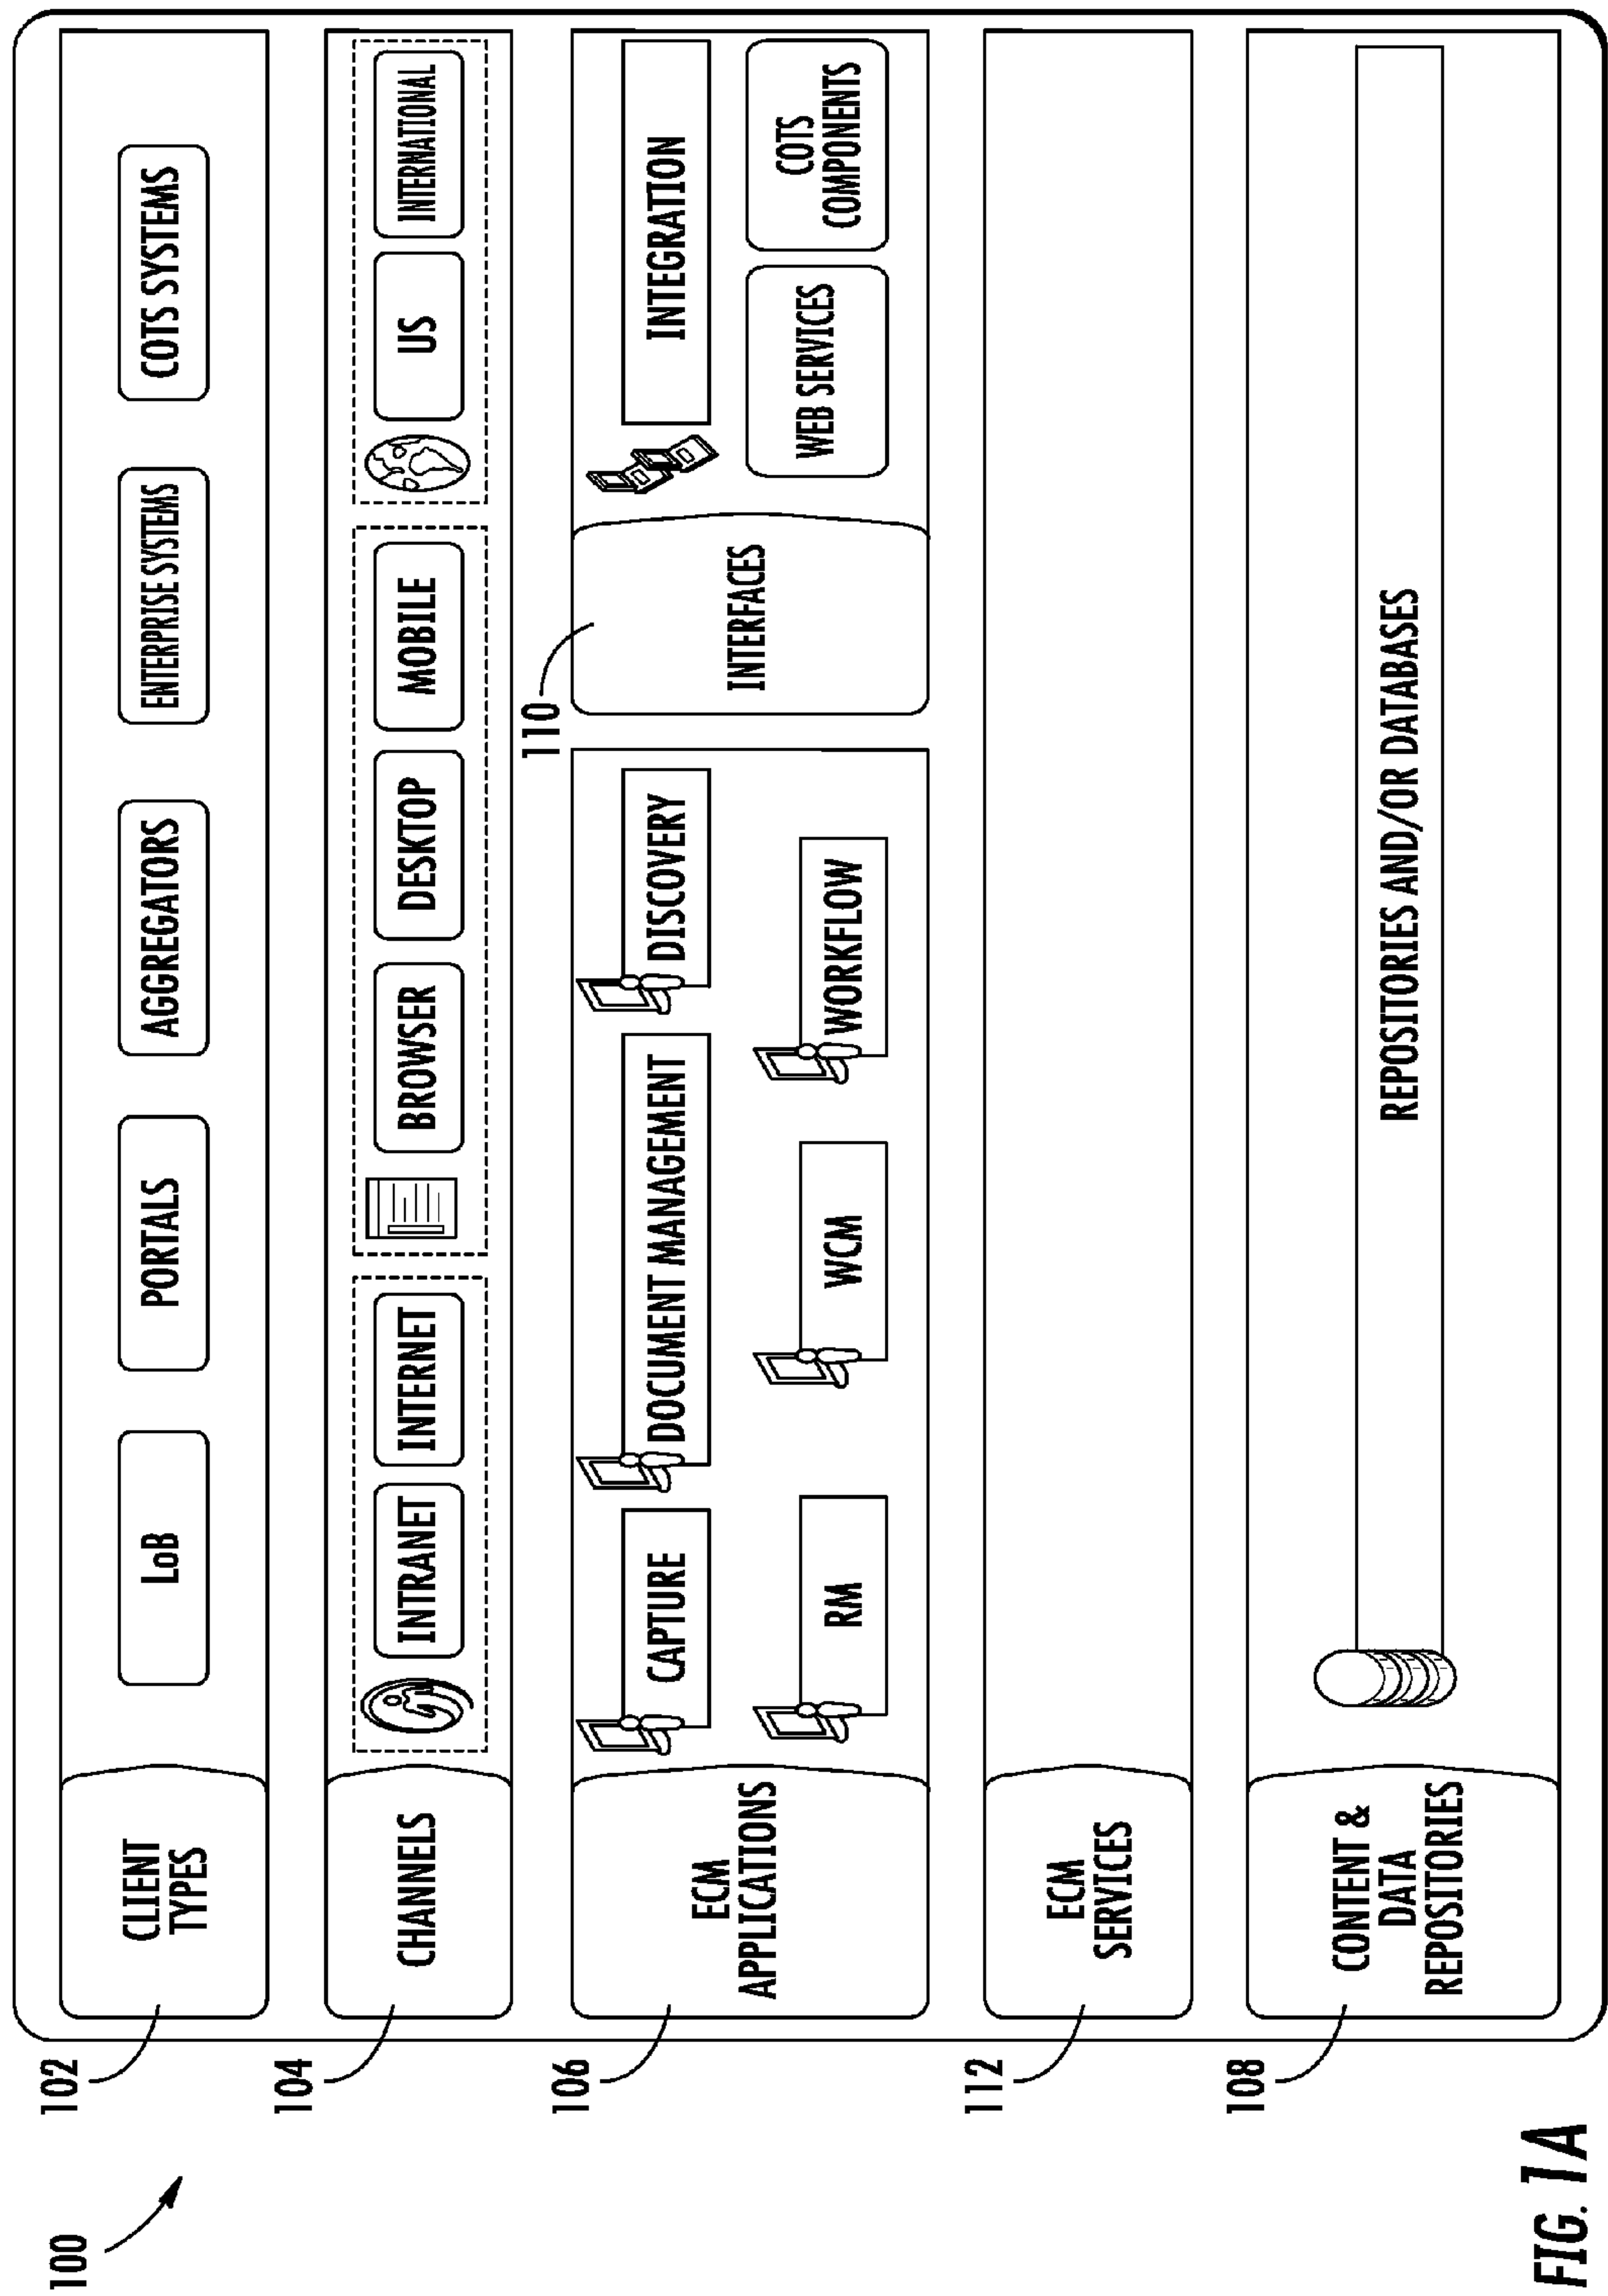 100
102
CLIENT
TYPES
LoB
PORTALS
AGGREGATORS
ENTERPRISE SYSTEMS
COTS SYSTEMS
104
CHANNELS
INTRANET
INTERNET
BROWSER
DESKTOP
MOBILE
US
INTERNATIONAL
106
ECM
APPLICATIONS
CAPTURE
DOCUMENT MANAGEMENT
DISCOVERY
RM
WCM
WORKFLOW
110
INTERFACES
INTEGRATION
WEB SERVICES
COTS
COMPONENTS
112
ECM
SERVICES
108
CONTENT &
DATA
REPOSITORIES
REPOSITORIES AND/OR DATABASES
FIG. 1A